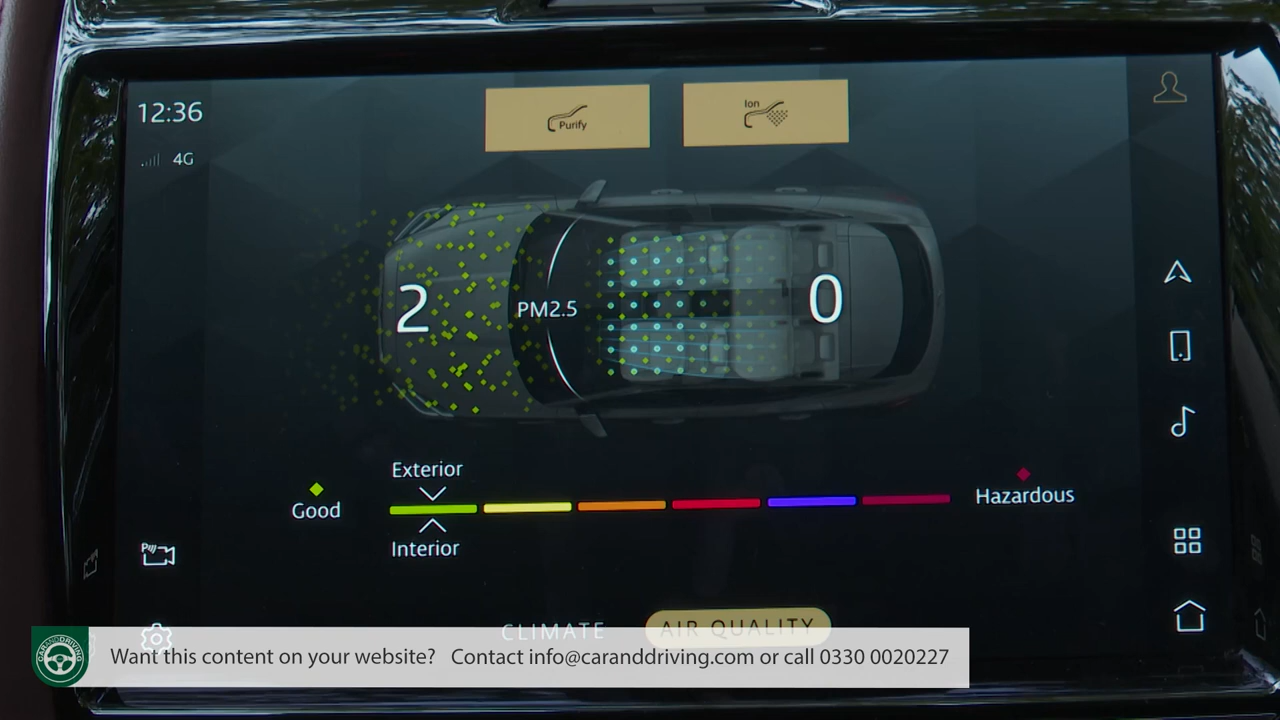 12:36
4G
Purify
Ion
2
PM2.5
0
Exterior
Good
Hazardous
Interior
CLIMATE
AIR QUALITY
CARANDDRIVING
Want this content on your website? Contact info@caranddriving.com or call 0330 0020227